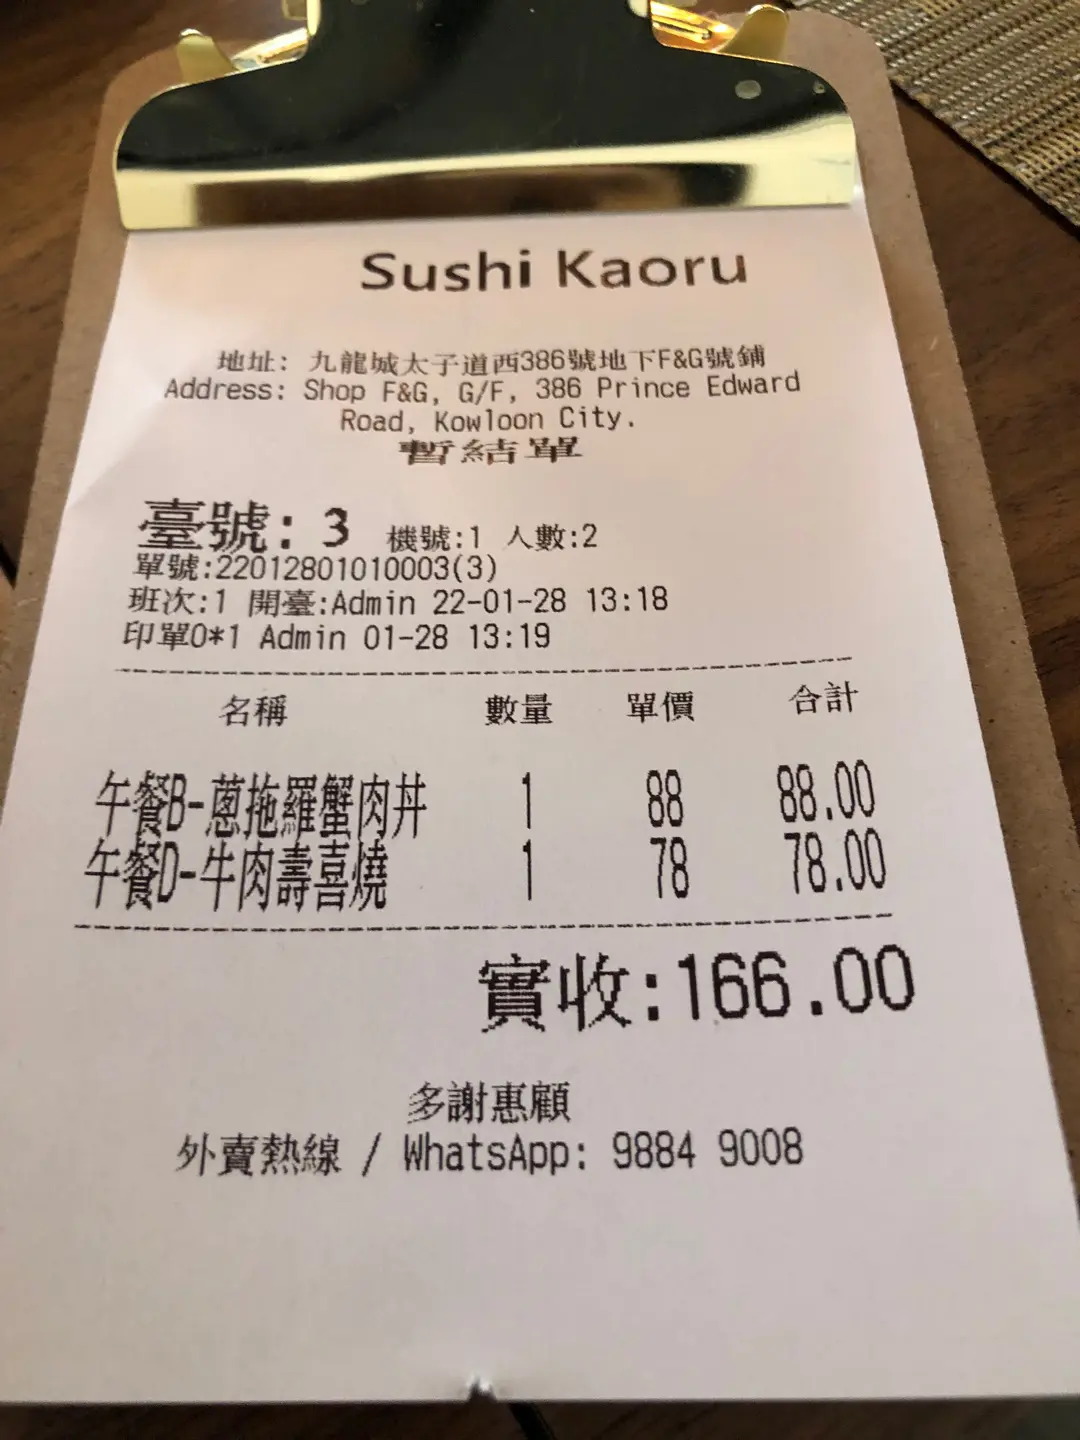 Sushi Kaoru
地址: 九龍城太子道西386號地下F&G號鋪
Address: Shop F&G, G/F, 386 Prince Edward
Road, Kowloon City.
暫結單
臺號: 3 機號:1 人數:2
單號:22012801010003(3)
班次:1 開臺:Admin 22-01-28 13:18
印單0*1 Admin 01-28 13:19
名稱 數量 單價 合計
午餐B-蔥拖羅蟹肉丼 1 88 88.00
午餐D-牛肉壽喜燒 1 78 78.00
實收:166.00
多謝惠顧
外賣熱線 / WhatsApp: 9884 9008